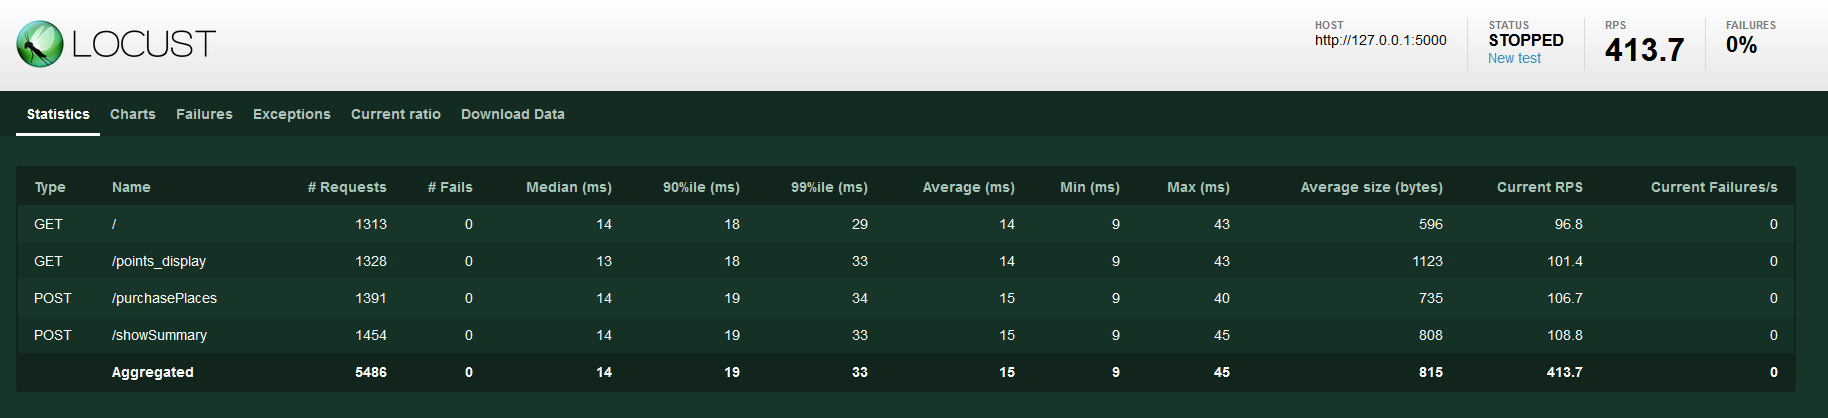 LOCUST
HOST
http://127.0.0.1:5000
STATUS
STOPPED
New test
RPS
413.7
FAILURES
0%
Statistics Charts Failures Exceptions Current ratio Download Data
Type Name # Requests # Fails Median (ms) 90%ile (ms) 99%ile (ms) Average (ms) Min (ms) Max (ms) Average size (bytes) Current RPS Current Failures/s
GET / 1313 0 14 18 29 14 9 43 596 96.8 0
GET /points_display 1328 0 13 18 33 14 9 43 1123 101.4 0
POST /purchasePlaces 1391 0 14 19 34 15 9 40 735 106.7 0
POST /showSummary 1454 0 14 19 33 15 9 45 808 108.8 0
Aggregated 5486 0 14 19 33 15 9 45 815 413.7 0